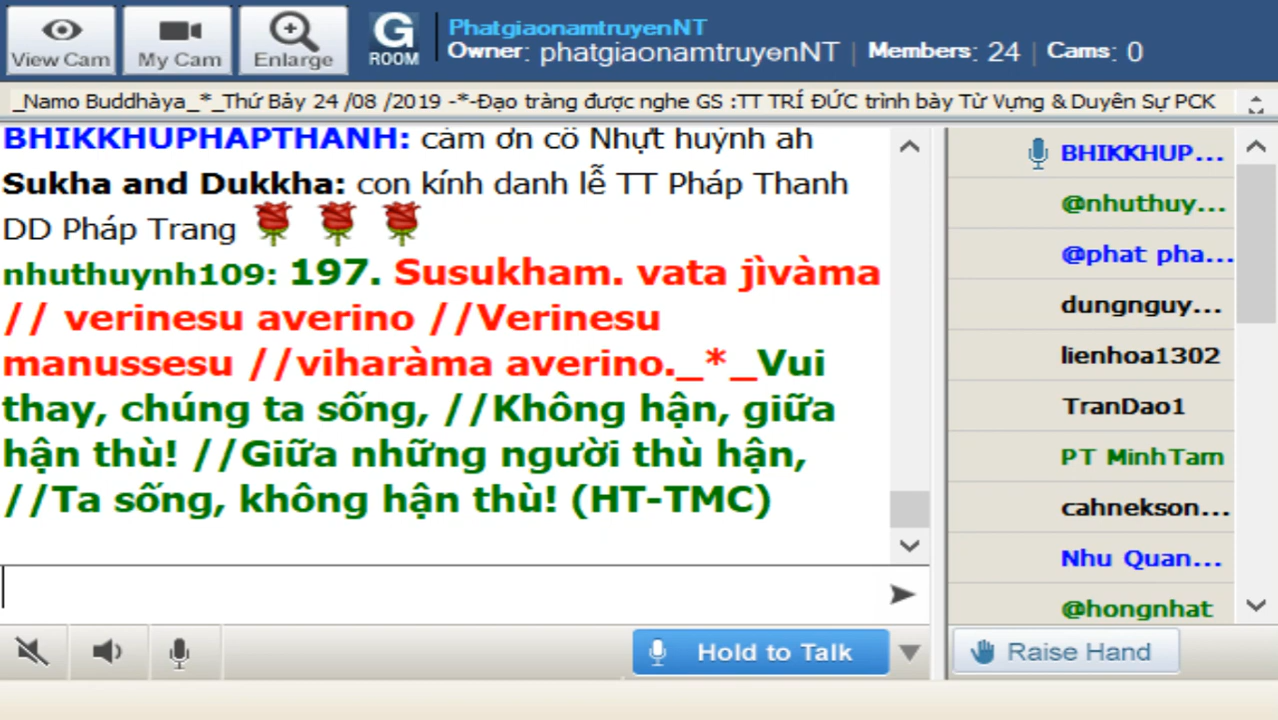 PhatgiaonamtruyenNT
View Cam
My Cam
Enlarge
G ROOM
Owner: phatgiaonamtruyenNT | Members: 24 | Cams: 0
_Namo Buddhàya_*_Thứ Bảy 24 /08 /2019 -*-Đạo tràng được nghe GS :TT TRÍ ĐỨC trình bày Từ Vựng & Duyên Sự PCK
BHIKKHUPHAPTHANH: cảm ơn cô Nhựt huỳnh ah
Sukha and Dukkha: con kính danh lễ TT Pháp Thanh
DD Pháp Trang
nhuthuynh109: 197. Susukham. vata jìvàma
// verinesu averino //Verinesu
manussesu //viharàma averino._*_Vui
thay, chúng ta sống, //Không hận, giữa
hận thù! //Giữa những người thù hận,
//Ta sống, không hận thù! (HT-TMC)
BHIKKHUP...
@nhuthuy...
@phat pha...
dungnguy...
lienhoa1302
TranDao1
PT MinhTam
cahnekson...
Nhu Quan...
@hongnhat
Hold to Talk
Raise Hand